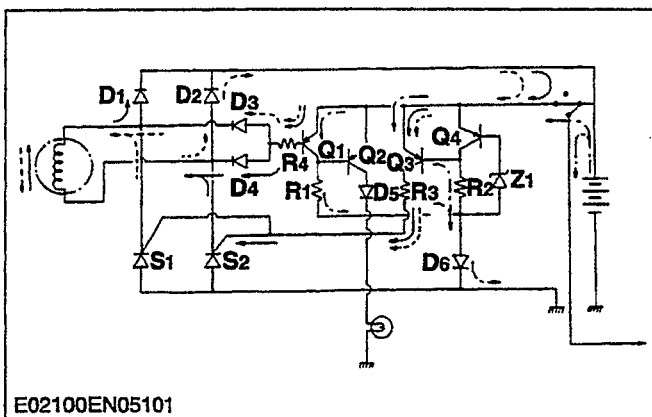 D1 D2 D3
D4
R4 Q1 Q2 Q3 Q4
R1 D5 R3 R2 Z1
S1 S2 D6
E02100EN05101